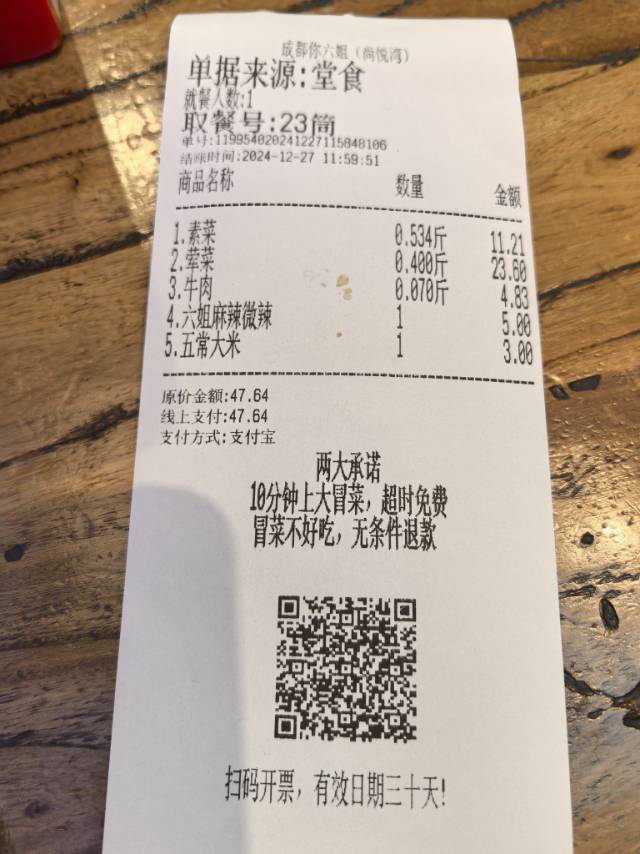 成都你六姐（尚悦湾）
单据来源:堂食
就餐人数:1
取餐号:23筒
单号:119954020241227115848106
结账时间:2024-12-27 11:59:51
商品名称 数量 金额
1.素菜 0.534斤 11.21
2.荤菜 0.400斤 23.60
3.牛肉 0.070斤 4.83
4.六姐麻辣微辣 1 5.00
5.五常大米 1 3.00
原价金额:47.64
线上支付:47.64
支付方式:支付宝
两大承诺
10分钟上大冒菜，超时免费
冒菜不好吃，无条件退款
扫码开票，有效日期三十天!